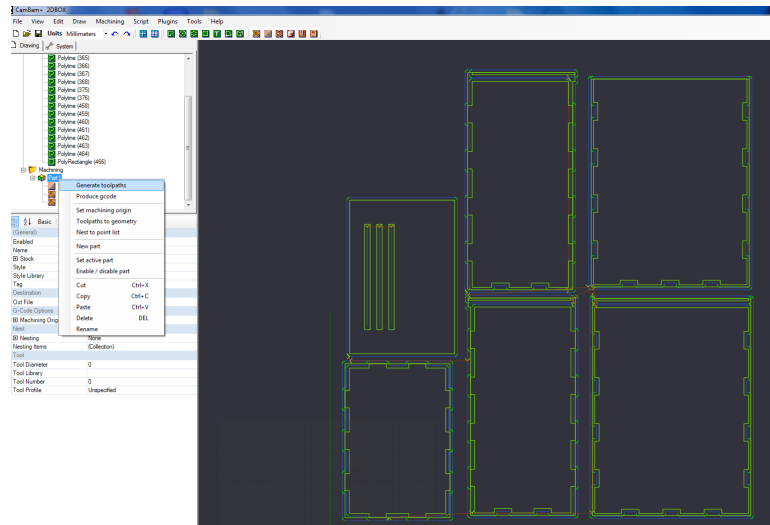 CamBam+ 2DBOX
File View Edit Draw Machining Script Plugins Tools Help
Units Millimeters
Drawing System
Polyline (365)
Polyline (366)
Polyline (367)
Polyline (368)
Polyline (375)
Polyline (376)
Polyline (458)
Polyline (459)
Polyline (460)
Polyline (461)
Polyline (462)
Polyline (463)
Polyline (464)
PolyRectangle (466)
Machining
Generate toolpaths
Produce gcode
Set machining origin
Toolpaths to geometry
Nest to point list
New part
Set active part
Enable / disable part
Cut Ctrl+X
Copy Ctrl+C
Paste Ctrl+V
Delete DEL
Rename
Basic
(General)
Enabled
Name
Stock
Style
Style Library
Tag
Destination
Out File
G-Code Options
Machining Orig
Nest
Nesting None
Nesting Items (Collection)
Tool
Tool Diameter 0
Tool Library
Tool Number 0
Tool Profile Unspecified